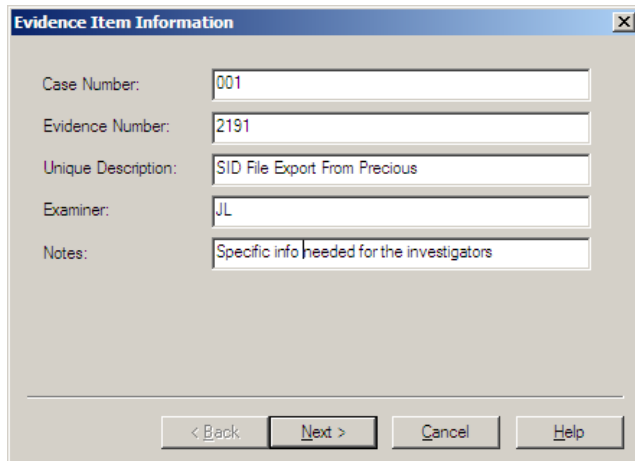 Evidence Item Information
Case Number: 001
Evidence Number: 2191
Unique Description: SID File Export From Precious
Examiner: JL
Notes: Specific info needed for the investigators
< Back Next > Cancel Help